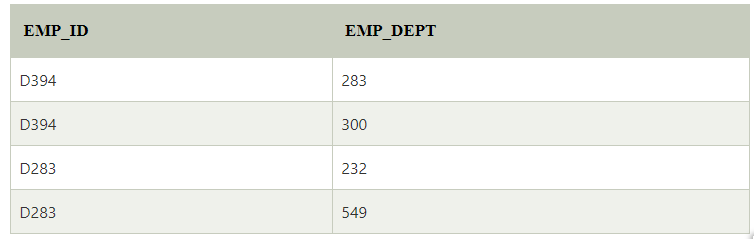 EMP_ID EMP_DEPT
D394 283
D394 300
D283 232
D283 549